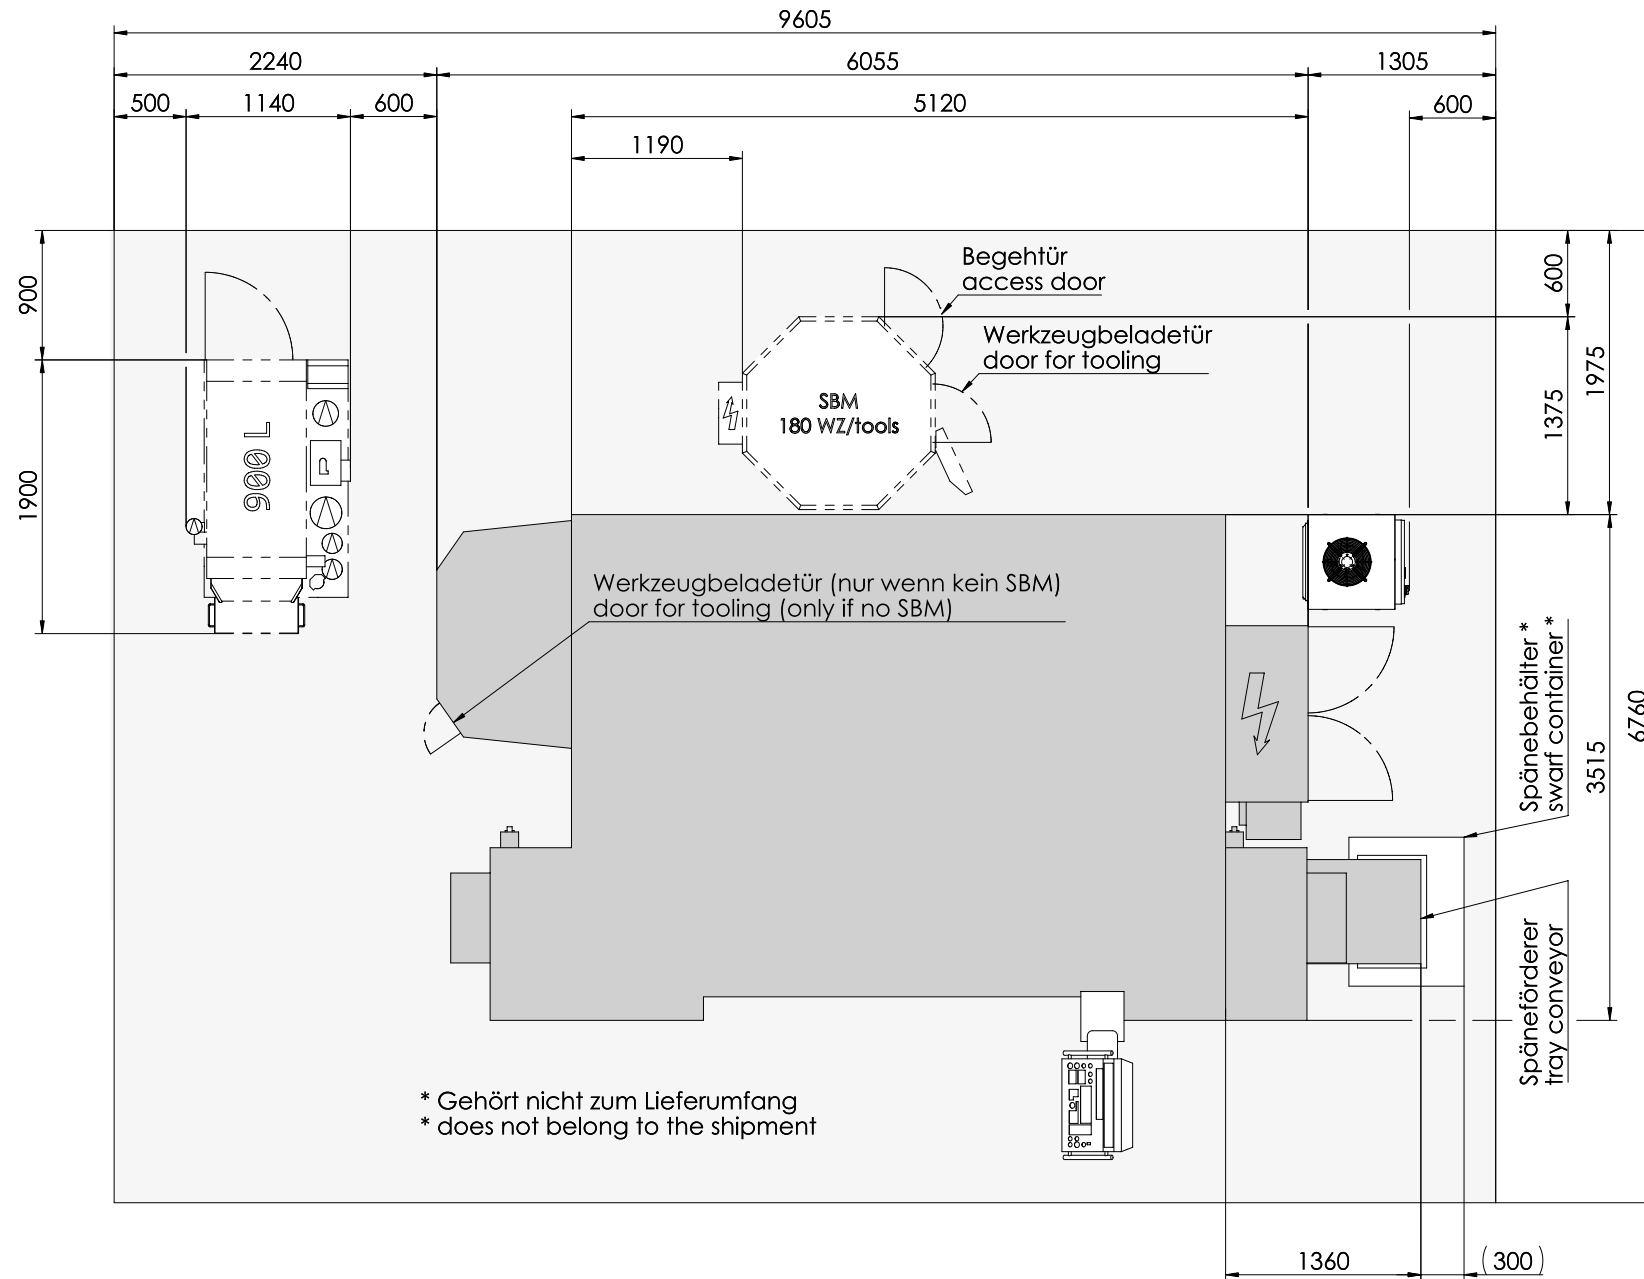 9605
2240
6055
1305
500
1140
600
5120
600
1190
900
1900
900 L
Begehtür
access door
Werkzeugbeladetür
door for tooling
SBM
180 WZ/tools
600
1375
1975
Werkzeugbeladetür (nur wenn kein SBM)
door for tooling (only if no SBM)
Spänebehälter *
swarf container *
3515
6760
Späneförderer
tray conveyor
* Gehört nicht zum Lieferumfang
* does not belong to the shipment
1360
(300)